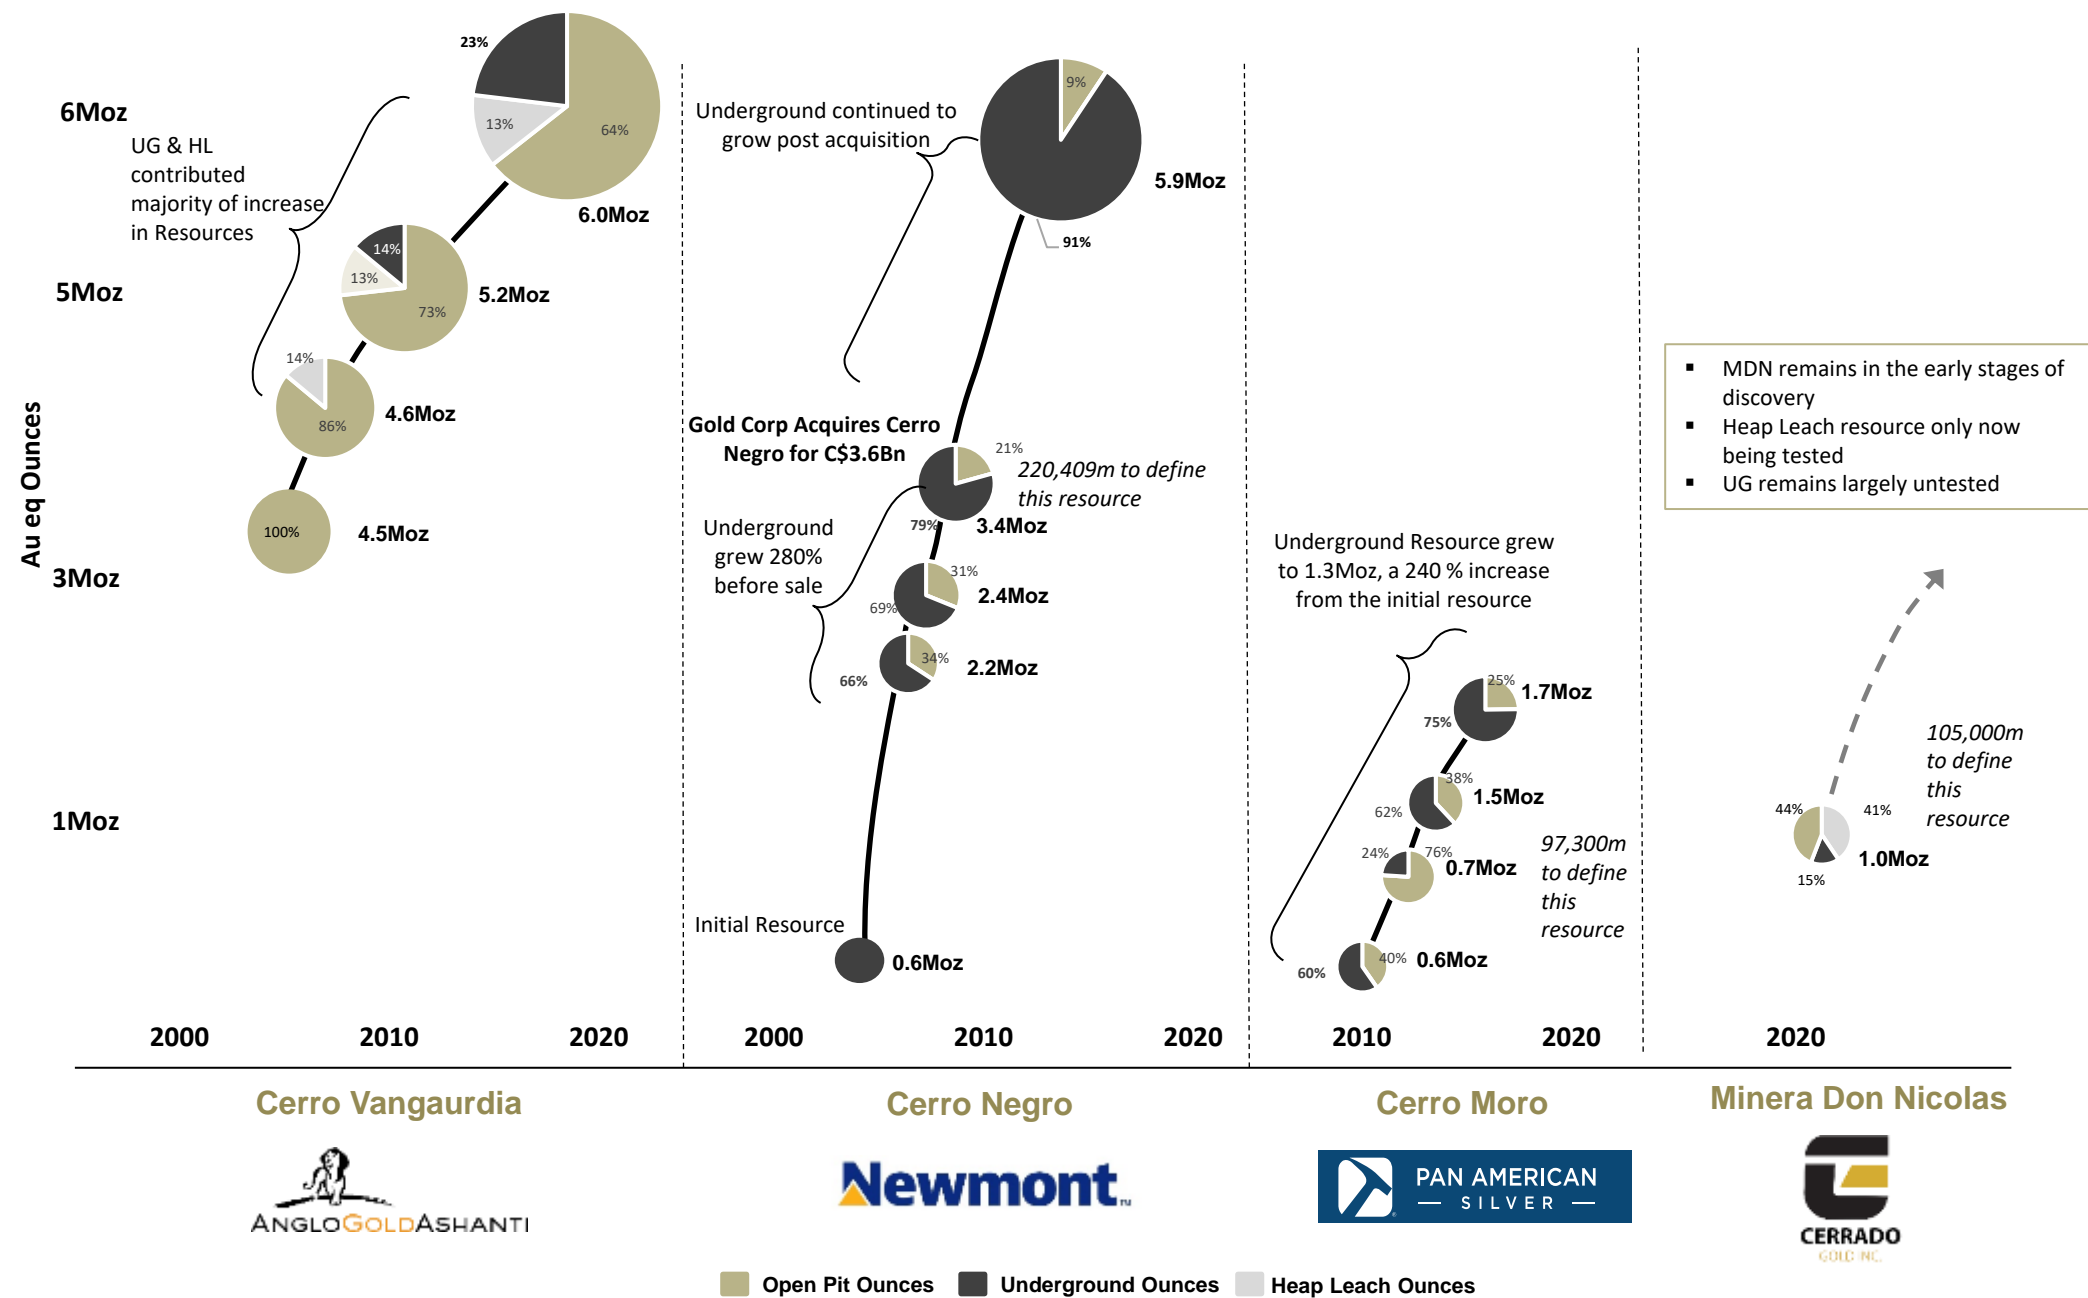 6Moz
5Moz
3Moz
1Moz
Au eq Ounces
UG & HL
contributed
majority of increase
in Resources
23%
13%
64%
6.0Moz
14%
13%
73%
5.2Moz
14%
86%
4.6Moz
100%
4.5Moz
Underground continued to
grow post acquisition
9%
5.9Moz
91%
Gold Corp Acquires Cerro
Negro for C$3.6Bn
21%
220,409m to define
this resource
79%
3.4Moz
Underground
grew 280%
before sale
31%
69%
2.4Moz
34%
66%
2.2Moz
Initial Resource
0.6Moz
Underground Resource grew
to 1.3Moz, a 240 % increase
from the initial resource
25%
75%
1.7Moz
38%
62%
1.5Moz
24%
76%
0.7Moz
97,300m
to define
this
resource
40%
60%
0.6Moz
▪ MDN remains in the early stages of
discovery
▪ Heap Leach resource only now
being tested
▪ UG remains largely untested
105,000m
to define
this
resource
44%
41%
15%
1.0Moz
2000 2010 2020
2000 2010 2020
2010 2020
2020
Cerro Vangaurdia
Cerro Negro
Cerro Moro
Minera Don Nicolas
ANGLOGOLDASHANTI
Newmont™
PAN AMERICAN
SILVER
CERRADO
GOLD INC.
Open Pit Ounces
Underground Ounces
Heap Leach Ounces